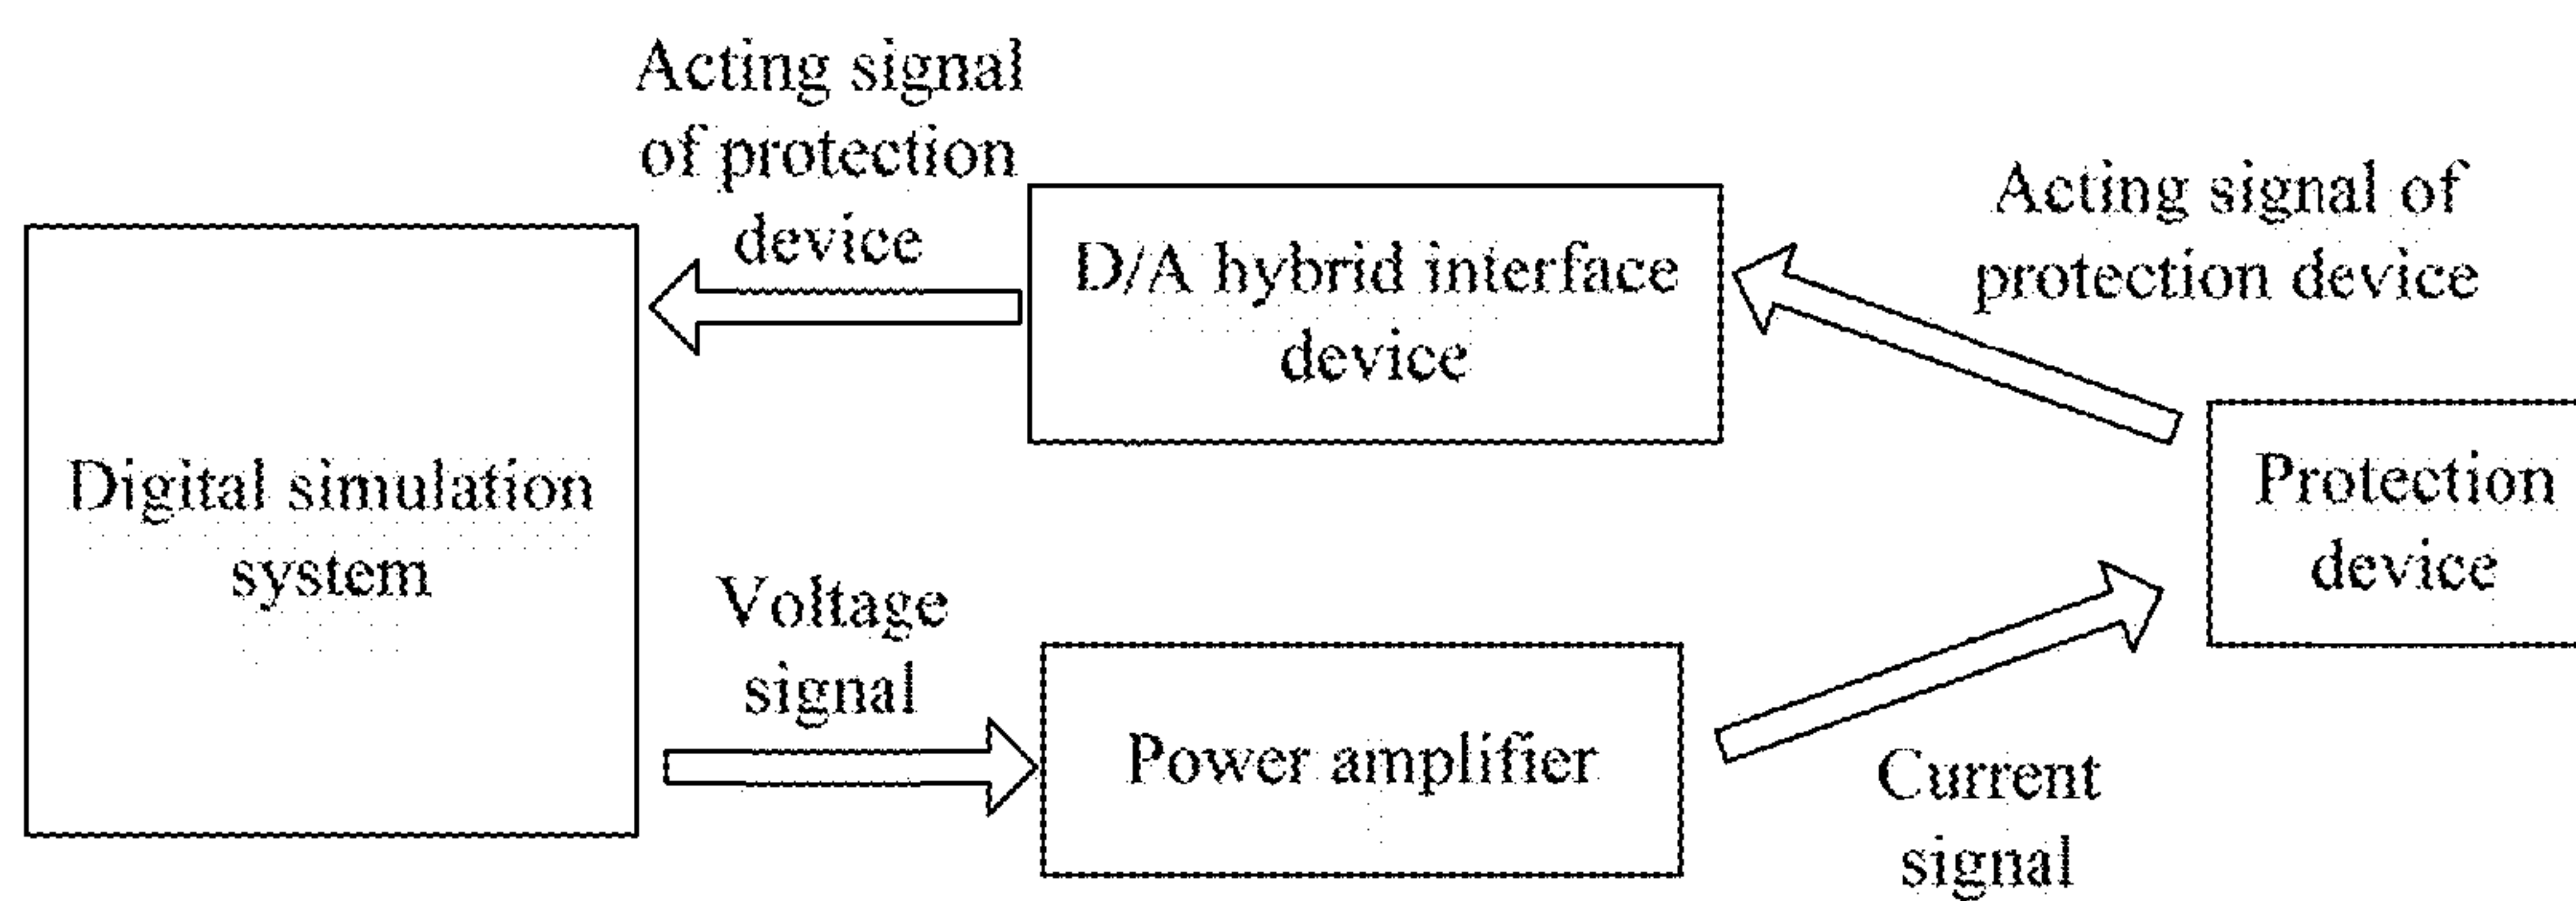 Acting signal
of protection
device
D/A hybrid interface
device
Acting signal of
protection device
Digital simulation
system
Voltage
signal
Power amplifier
Current
signal
Protection
device